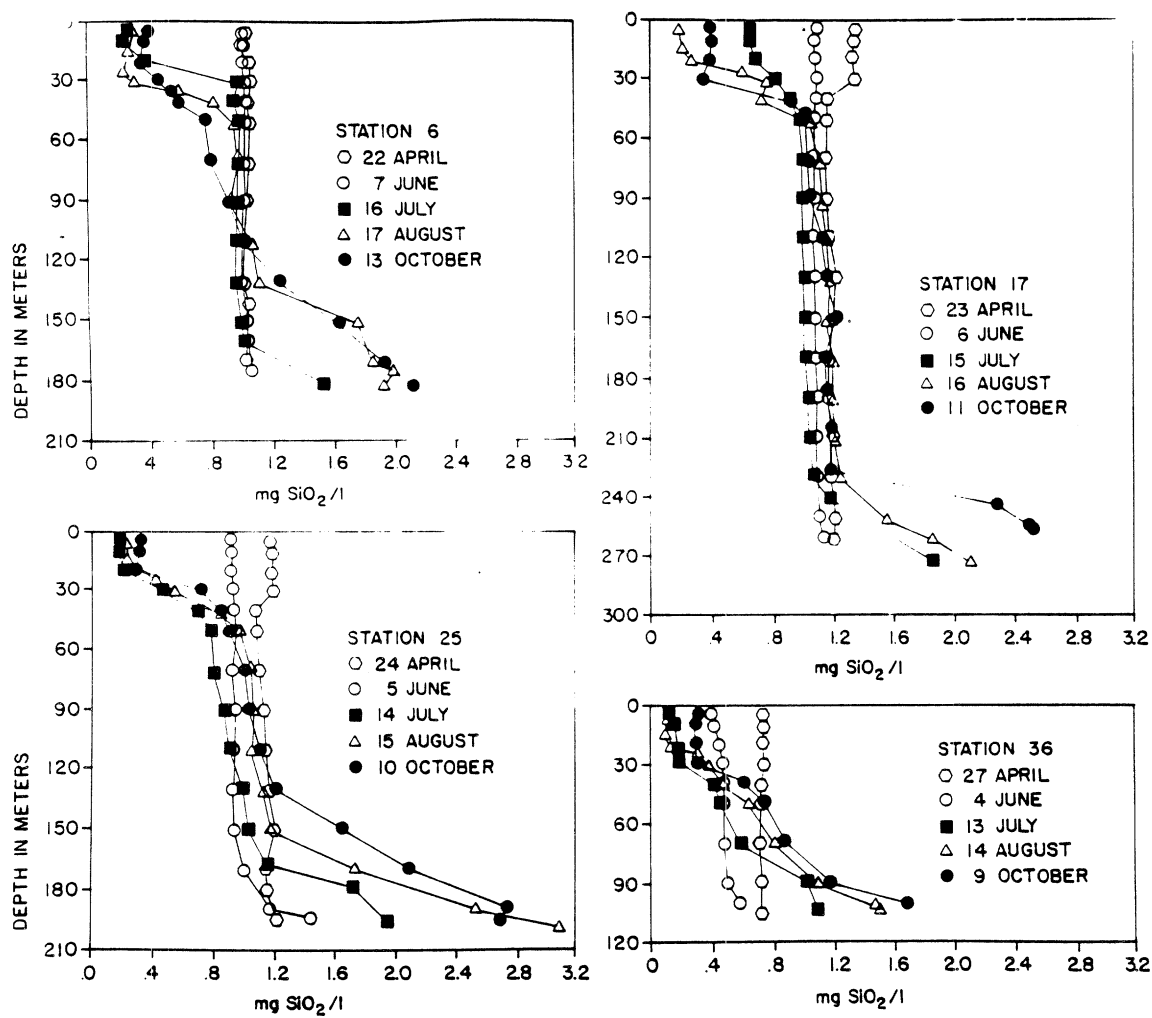 0
30
60
90
120
150
180
210
DEPTH IN METERS
STATION 6
22 APRIL
7 JUNE
16 JULY
17 AUGUST
13 OCTOBER
.0 .4 .8 1.2 1.6 2.0 2.4 2.8 3.2
mg SiO₂/l
0
30
60
90
120
150
180
210
240
270
300
STATION 17
23 APRIL
6 JUNE
15 JULY
16 AUGUST
11 OCTOBER
0 .4 .8 1.2 1.6 2.0 2.4 2.8 3.2
mg SiO₂/l
0
30
60
90
120
150
180
210
DEPTH IN METERS
STATION 25
24 APRIL
5 JUNE
14 JULY
15 AUGUST
10 OCTOBER
.0 .4 .8 1.2 1.6 2.0 2.4 2.8 3.2
mg SiO₂/l
0
30
60
90
120
STATION 36
27 APRIL
4 JUNE
13 JULY
14 AUGUST
9 OCTOBER
0 .4 .8 1.2 1.6 2.0 2.4 2.8 3.2
mg SiO₂/l